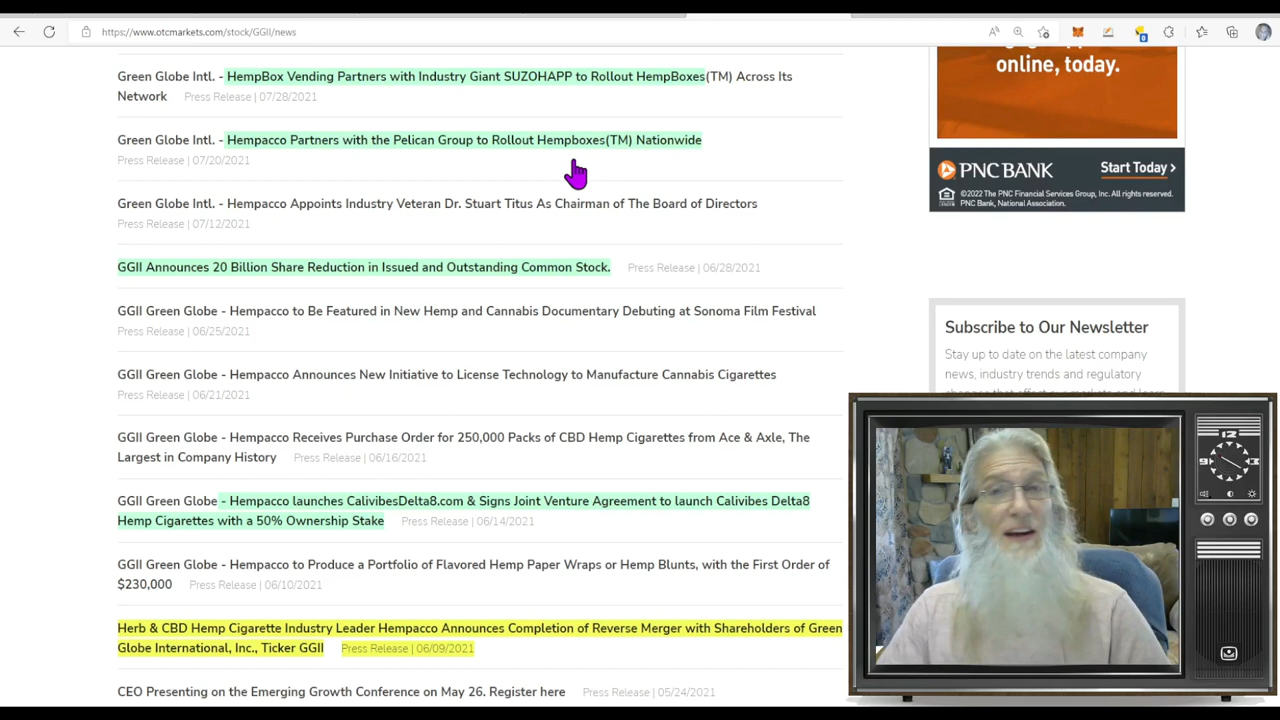 https://www.otcmarkets.com/stock/GGII/news
Green Globe Intl. - HempBox Vending Partners with Industry Giant SUZOHAPP to Rollout HempBoxes(TM) Across Its
Network Press Release | 07/28/2021
Green Globe Intl. - Hempacco Partners with the Pelican Group to Rollout Hempboxes(TM) Nationwide
Press Release | 07/20/2021
Green Globe Intl. - Hempacco Appoints Industry Veteran Dr. Stuart Titus As Chairman of The Board of Directors
Press Release | 07/12/2021
GGII Announces 20 Billion Share Reduction in Issued and Outstanding Common Stock. Press Release | 06/28/2021
GGII Green Globe - Hempacco to Be Featured in New Hemp and Cannabis Documentary Debuting at Sonoma Film Festival
Press Release | 06/25/2021
GGII Green Globe - Hempacco Announces New Initiative to License Technology to Manufacture Cannabis Cigarettes
Press Release | 06/21/2021
GGII Green Globe - Hempacco Receives Purchase Order for 250,000 Packs of CBD Hemp Cigarettes from Ace & Axle, The
Largest in Company History Press Release | 06/16/2021
GGII Green Globe - Hempacco launches CalivibesDelta8.com & Signs Joint Venture Agreement to launch Calivibes Delta8
Hemp Cigarettes with a 50% Ownership Stake Press Release | 06/14/2021
GGII Green Globe - Hempacco to Produce a Portfolio of Flavored Hemp Paper Wraps or Hemp Blunts, with the First Order of
$230,000 Press Release | 06/10/2021
Herb & CBD Hemp Cigarette Industry Leader Hempacco Announces Completion of Reverse Merger with Shareholders of Green
Globe International, Inc., Ticker GGII Press Release | 06/09/2021
CEO Presenting on the Emerging Growth Conference on May 26. Register here Press Release | 05/24/2021
online, today.
PNC BANK Start Today >
©2022 The PNC Financial Services Group, Inc. All rights reserved.
PNC Bank, National Association.
Subscribe to Our Newsletter
Stay up to date on the latest company
news, industry trends and regulatory
changes that effect our markets and learn
12
9 3